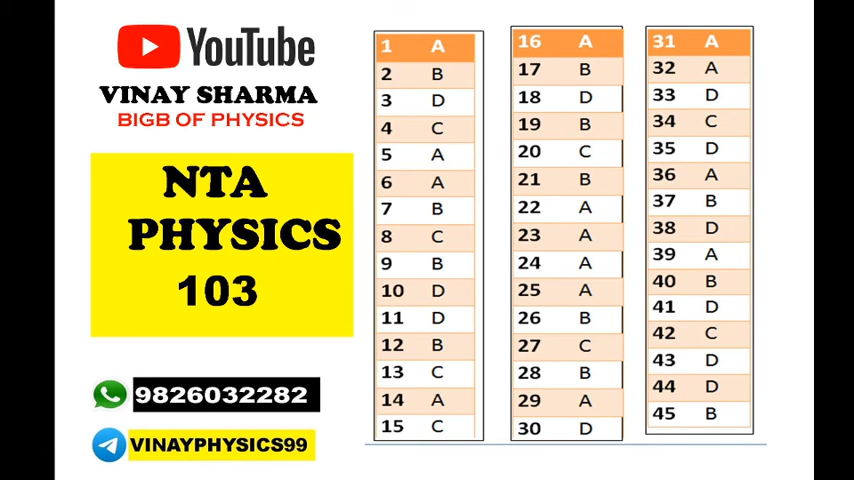 YouTube
VINAY SHARMA
BIGB OF PHYSICS
NTA
PHYSICS
103
9826032282
VINAYPHYSICS99
1 A
2 B
3 D
4 C
5 A
6 A
7 B
8 C
9 B
10 D
11 D
12 B
13 C
14 A
15 C
16 A
17 B
18 D
19 B
20 C
21 B
22 A
23 A
24 A
25 A
26 B
27 C
28 B
29 A
30 D
31 A
32 A
33 D
34 C
35 D
36 A
37 B
38 D
39 A
40 B
41 D
42 C
43 D
44 D
45 B